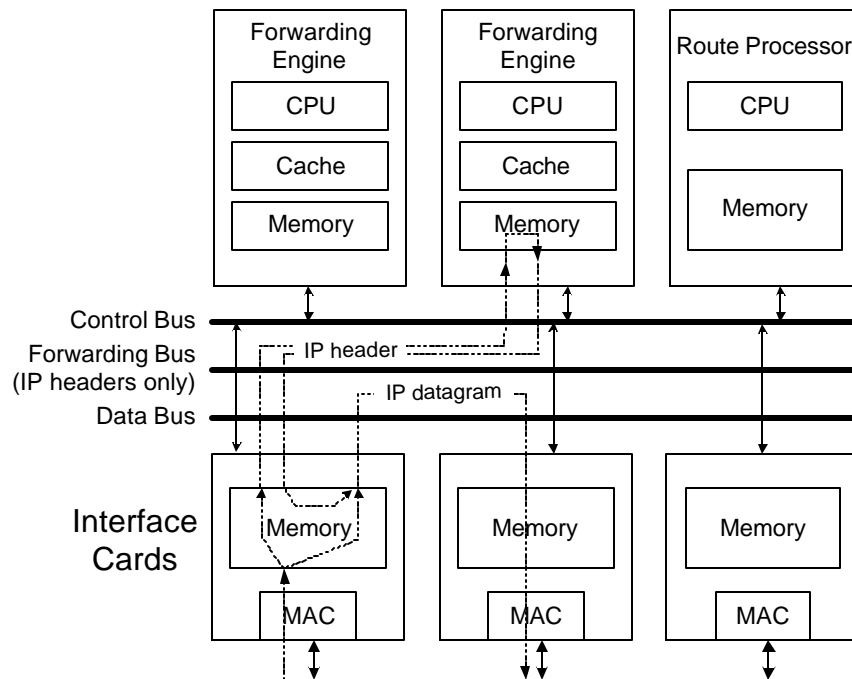 Forwarding
Engine
CPU
Cache
Memory
Forwarding
Engine
CPU
Cache
Memory
Route Processor
CPU
Memory
Control Bus
Forwarding Bus
(IP headers only)
Data Bus
IP header
IP datagram
Interface
Cards
Memory
MAC
Memory
MAC
Memory
MAC